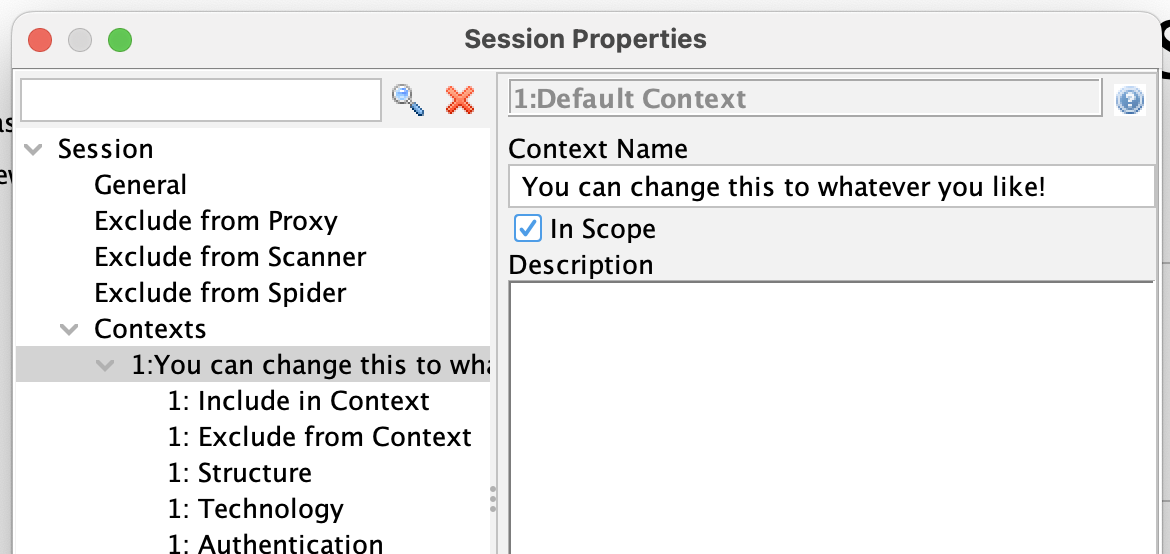 Session Properties
1:Default Context
Session
General
Exclude from Proxy
Exclude from Scanner
Exclude from Spider
Contexts
1:You can change this to wha
1: Include in Context
1: Exclude from Context
1: Structure
1: Technology
1: Authentication
Context Name
You can change this to whatever you like!
In Scope
Description